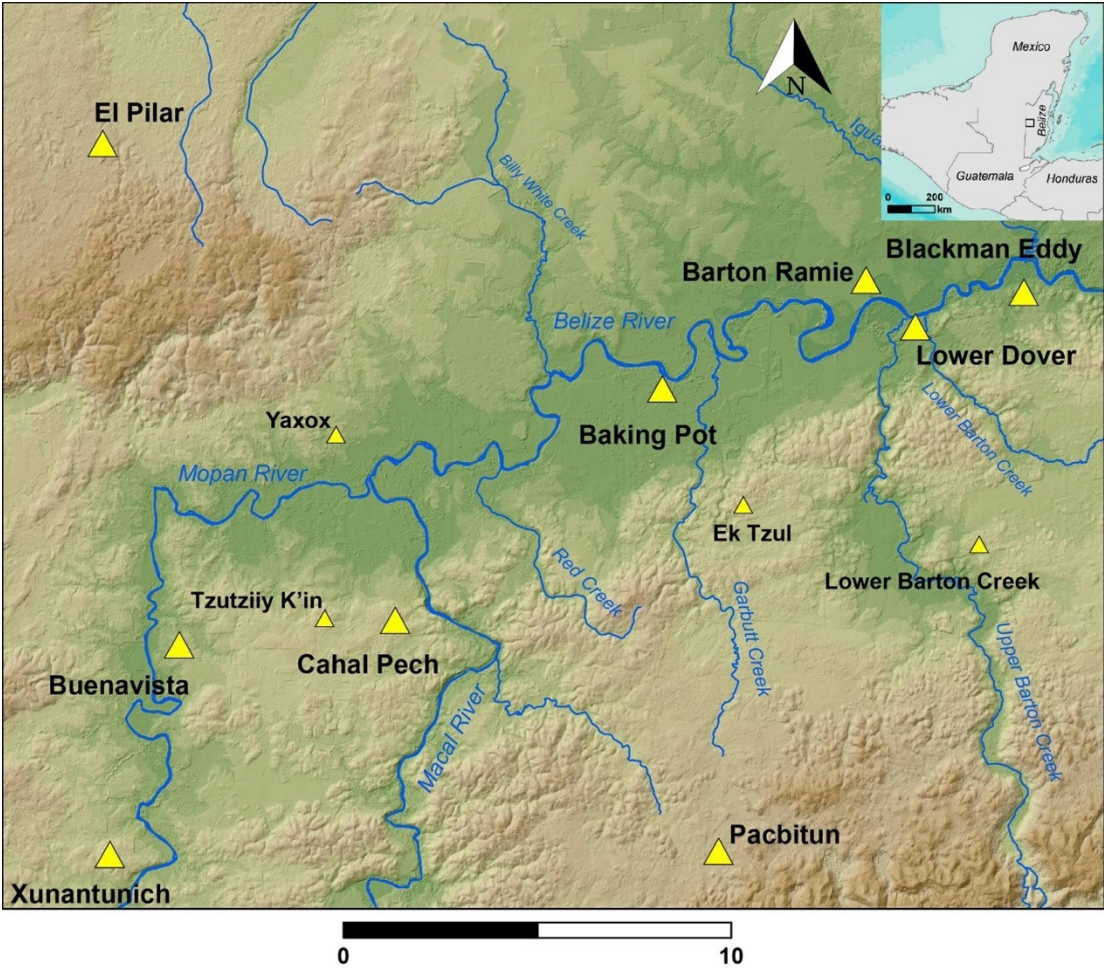 Mexico
Belize
Guatemala
Honduras
0 200
km
N
El Pilar
Billy White Creek
Blackman Eddy
Barton Ramie
Belize River
Lower Dover
Yaxox
Baking Pot
Lower Barton Creek
Mopan River
Ek Tzul
Red Creek
Lower Barton Creek
Tzutziiy K'in
Garbutt Creek
Cahal Pech
Buenavista
Upper Barton Creek
Macal River
Pacbitun
Xunantunich
0 10